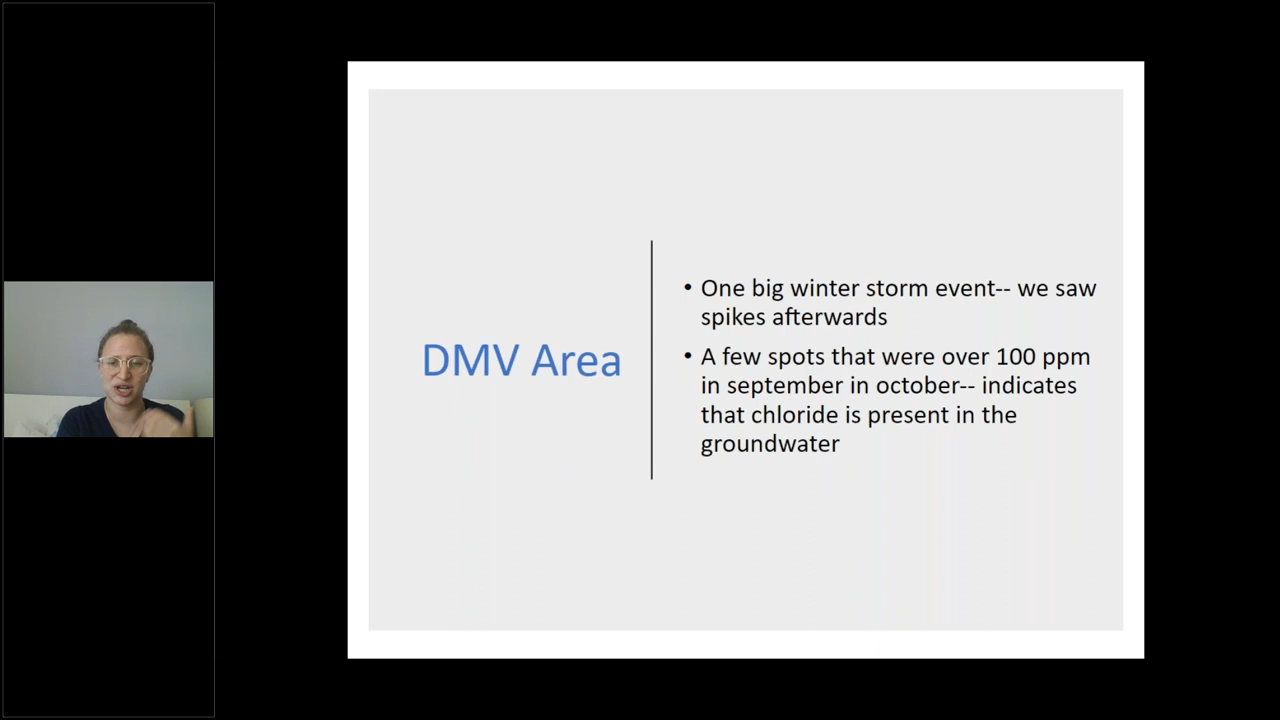 DMV Area
• One big winter storm event-- we saw
spikes afterwards
• A few spots that were over 100 ppm
in september in october-- indicates
that chloride is present in the
groundwater